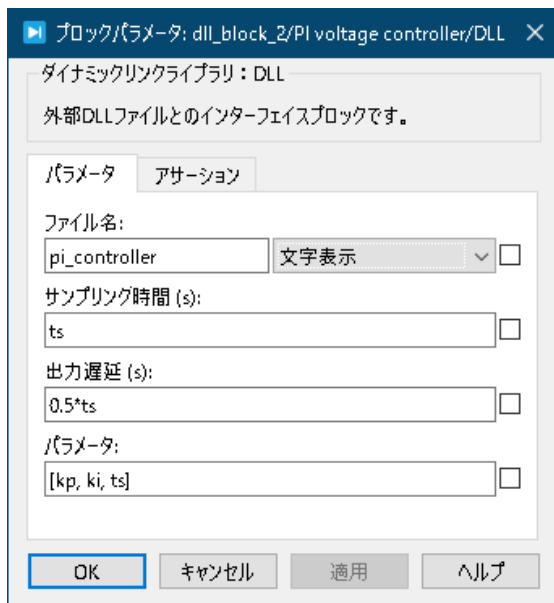 ブロックパラメータ: dll_block_2/PI voltage controller/DLL
ダイナミックリンクライブラリ：DLL
外部DLLファイルとのインターフェイスブロックです。
パラメータ アサーション
ファイル名:
pi_controller 文字表示
サンプリング時間 (s):
ts
出力遅延 (s):
0.5*ts
パラメータ:
[kp, ki, ts]
OK キャンセル 適用 ヘルプ